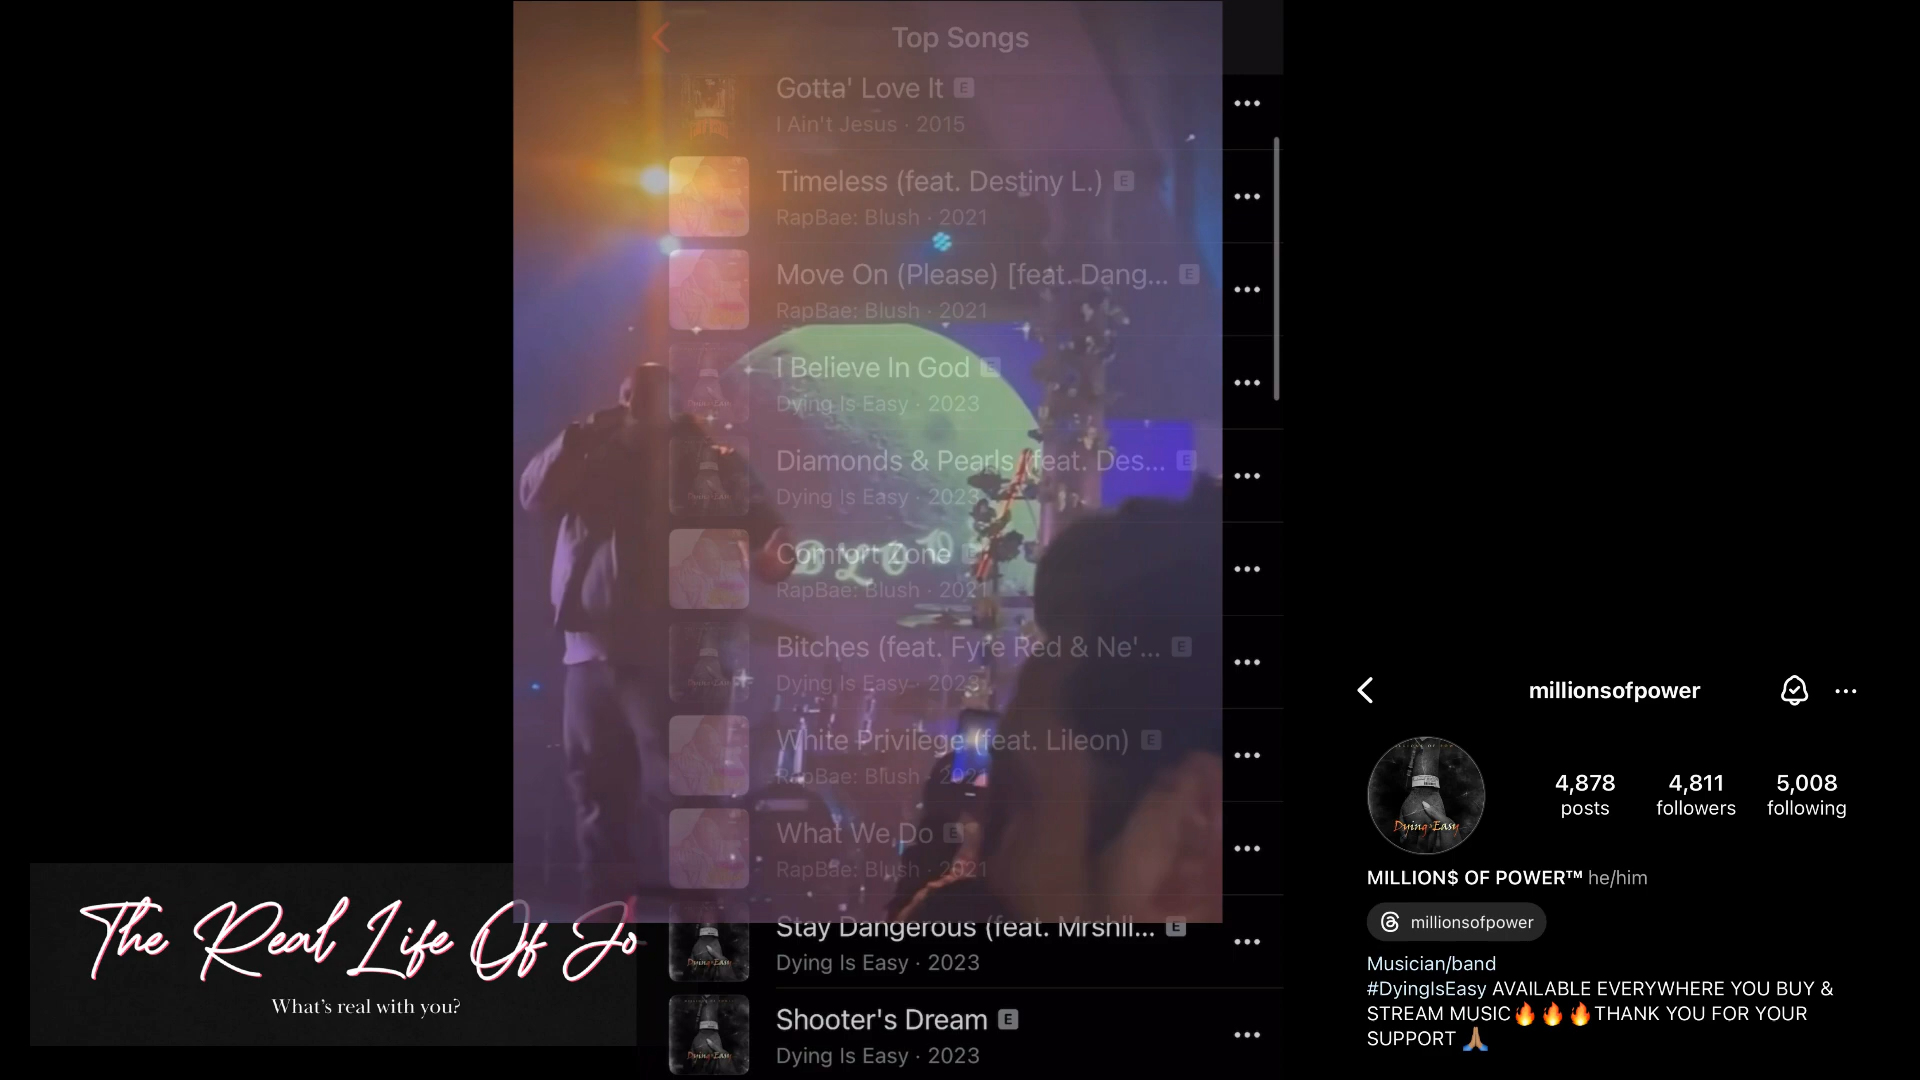 Top Songs
Gotta' Love It E
I Ain't Jesus · 2015
Timeless (feat. Destiny L.) E
RapBae: Blush · 2021
Move On (Please) [feat. Dang... E
RapBae: Blush · 2021
I Believe In God E
Dying Is Easy · 2023
Diamonds & Pearls (feat. Des... E
Dying Is Easy · 2023
Comfort Zone E
RapBae: Blush · 2021
Bitches (feat. Fyre Red & Ne'... E
Dying Is Easy · 2023
White Privilege (feat. Lileon) E
RapBae: Blush · 2021
What We Do E
RapBae: Blush · 2021
Stay Dangerous (feat. Mrshll... E
Dying Is Easy · 2023
Shooter's Dream E
Dying Is Easy · 2023
The Real Life Of Jo
What's real with you?
millionsofpower
Dying Is Easy
4,878 4,811 5,008
posts followers following
MILLION$ OF POWER™ he/him
millionsofpower
Musician/band
#DyingIsEasy AVAILABLE EVERYWHERE YOU BUY &
STREAM MUSIC🔥🔥🔥THANK YOU FOR YOUR
SUPPORT 🙏🏽